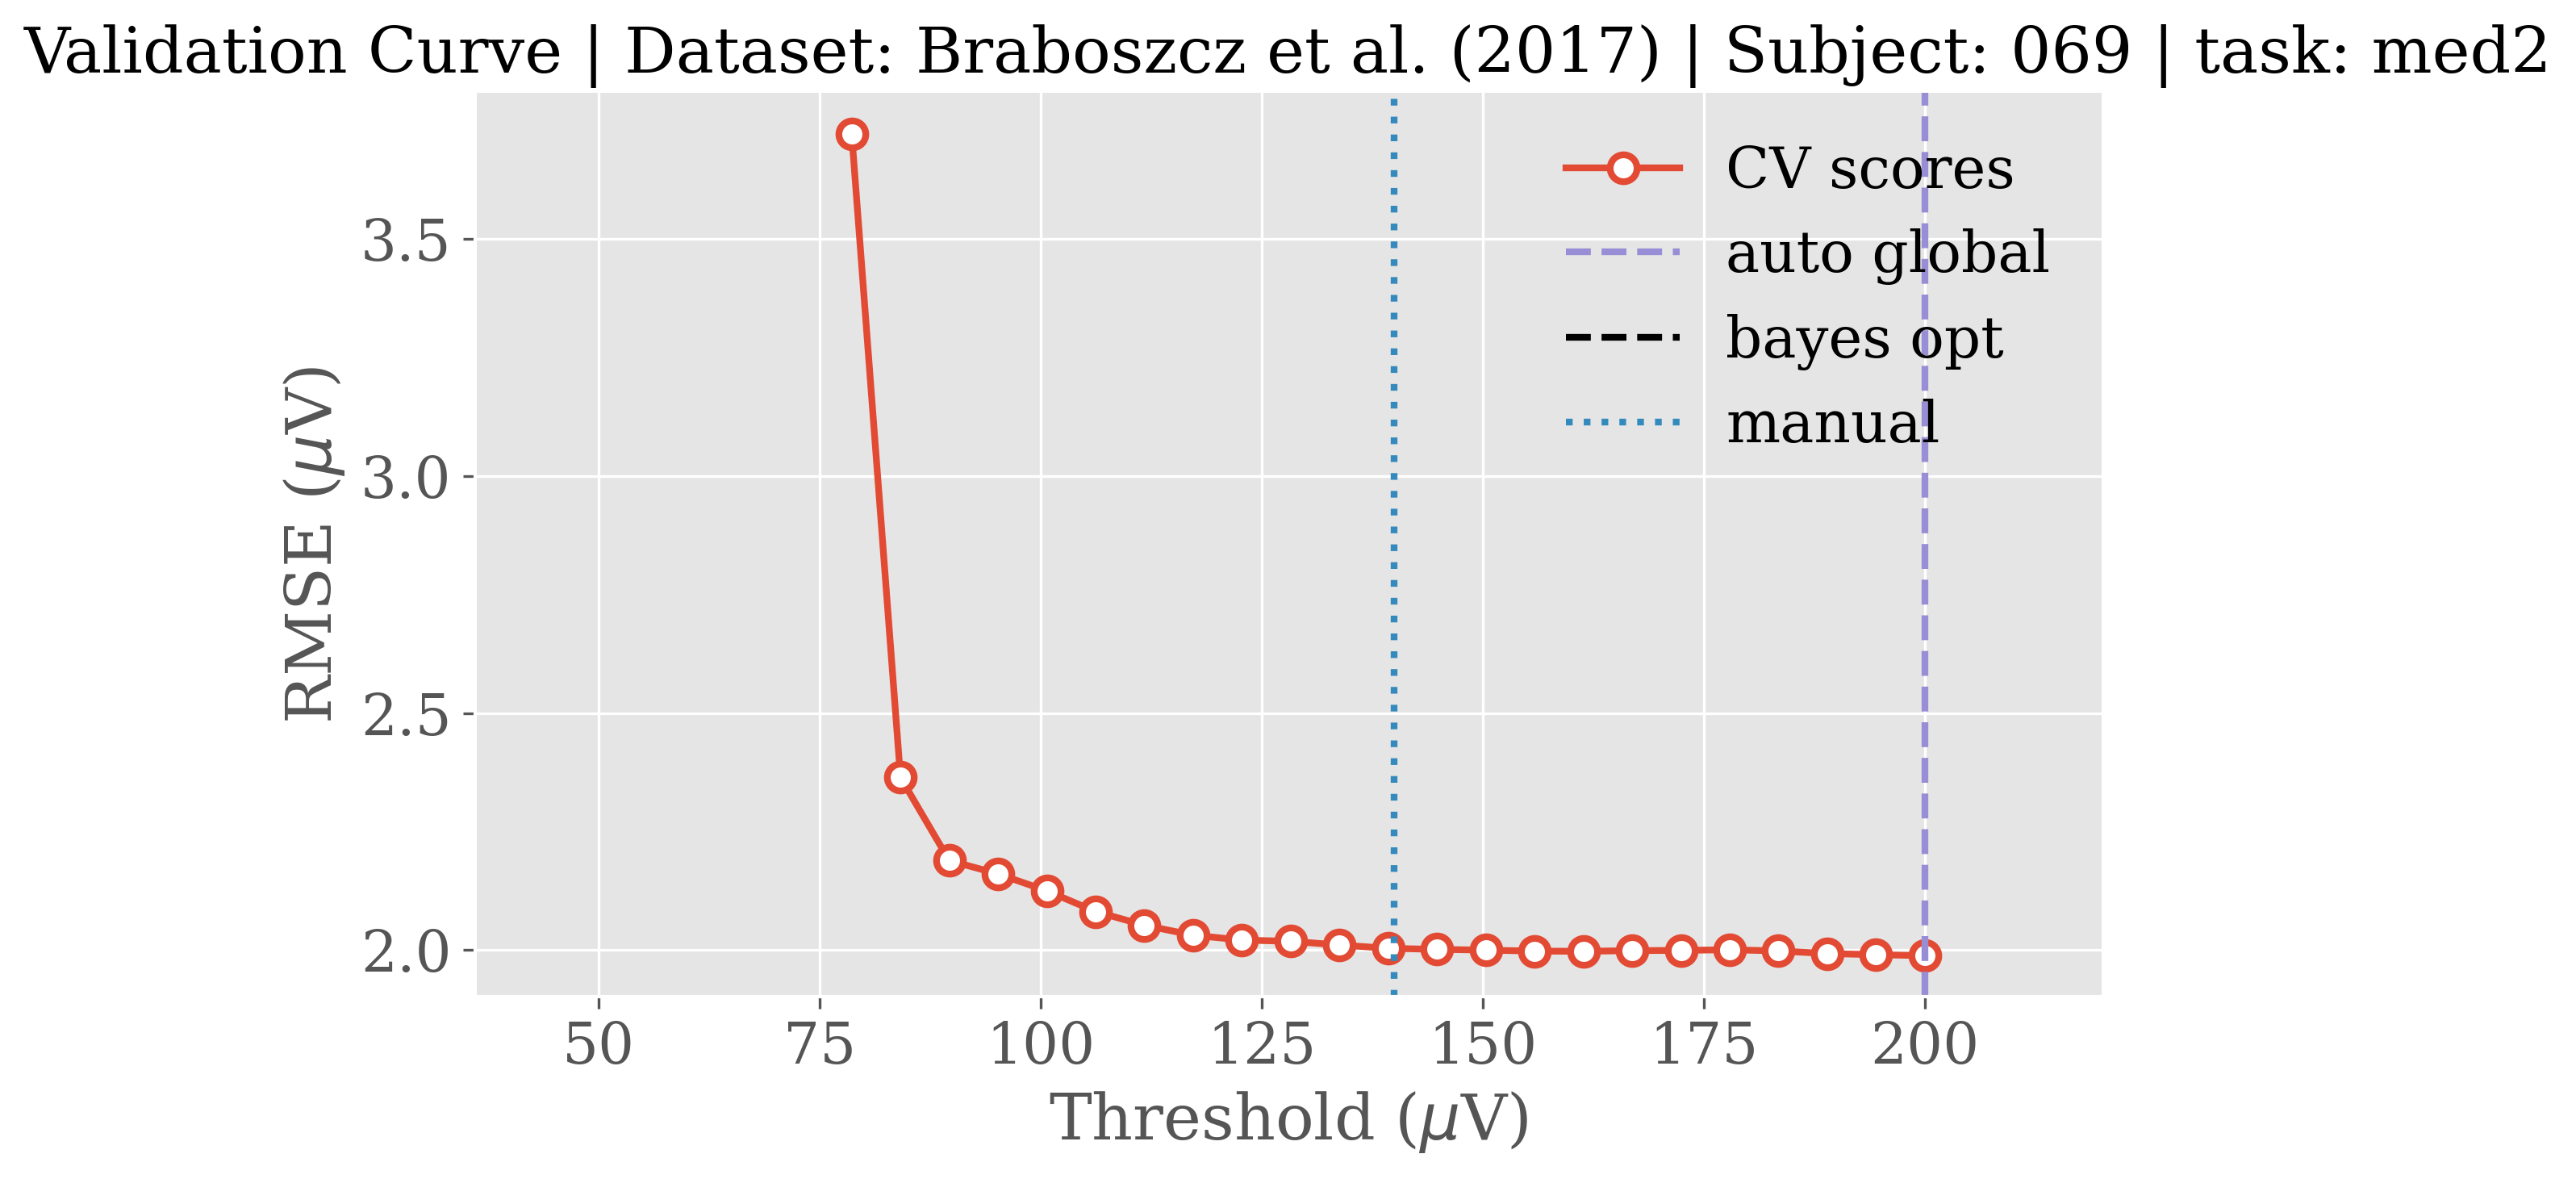 Validation Curve | Dataset: Braboszcz et al. (2017) | Subject: 069 | task: med2
CV scores
auto global
bayes opt
manual
RMSE (μV)
3.5
3.0
2.5
2.0
50 75 100 125 150 175 200
Threshold (μV)